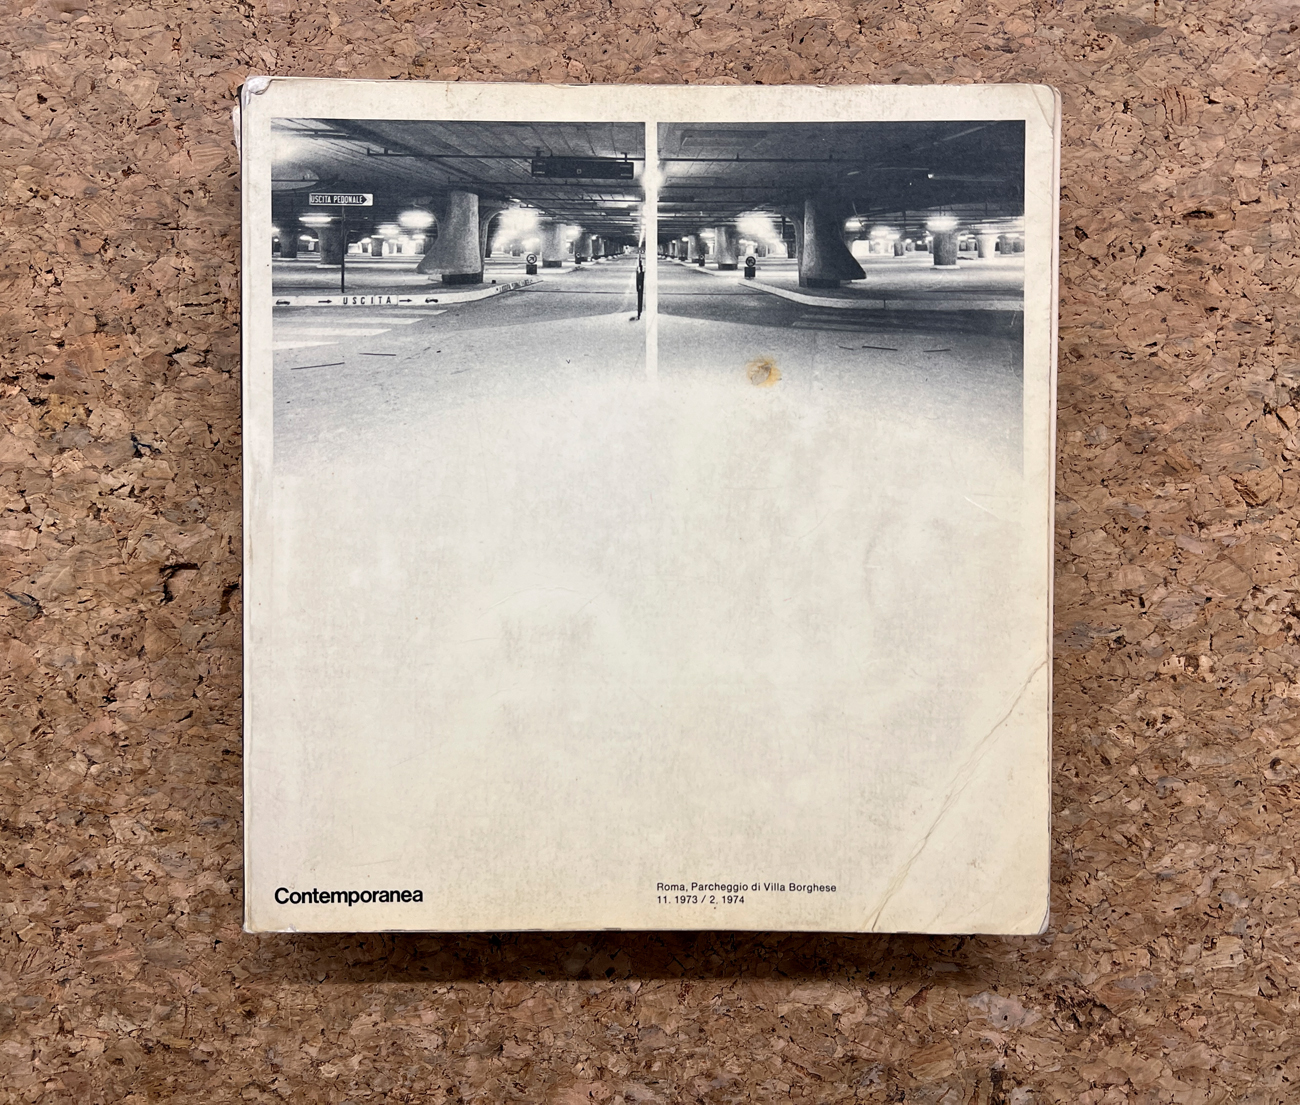 USCITA PEDONALE
USCITA
Contemporanea
Roma, Parcheggio di Villa Borghese
11. 1973 / 2. 1974